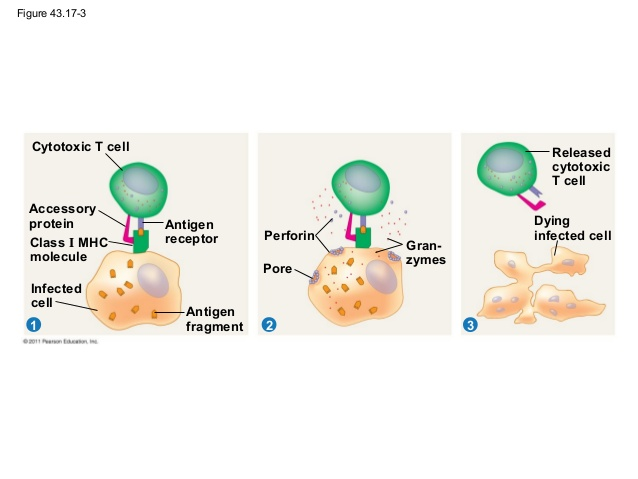 Figure 43.17-3
Cytotoxic T cell
Accessory
protein
Class I MHC
molecule
Infected
cell
Antigen
receptor
Antigen
fragment
1
Perforin
Pore
Gran-
zymes
2
Released
cytotoxic
T cell
Dying
infected cell
3
© 2011 Pearson Education, Inc.